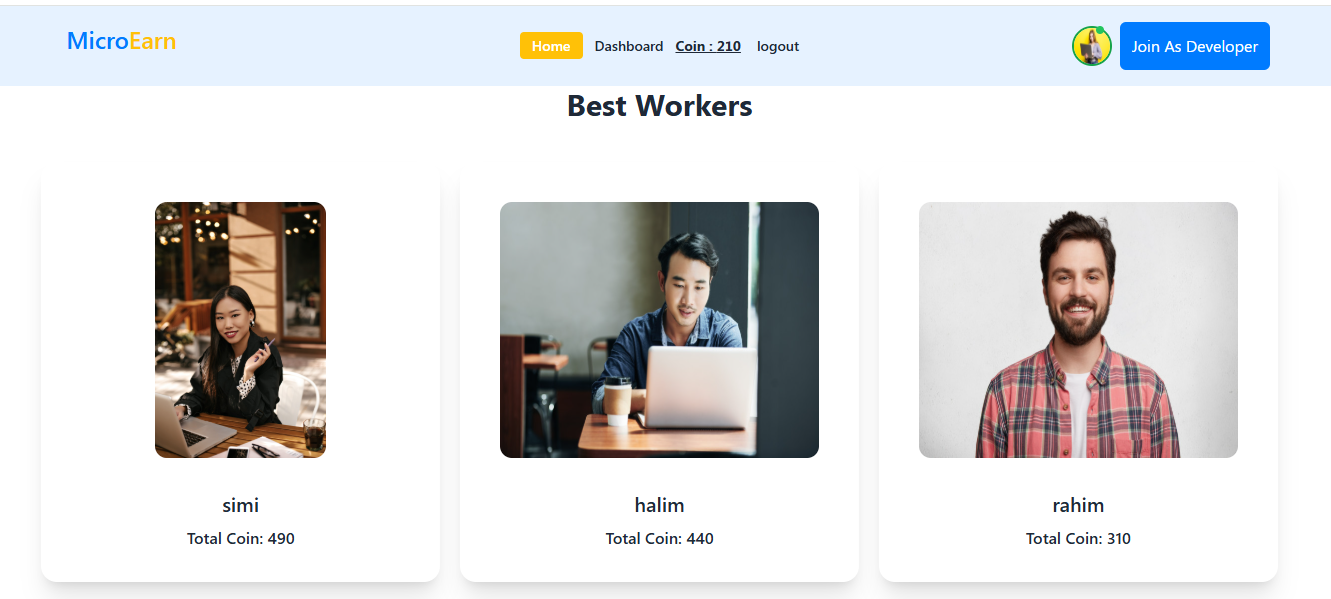 MicroEarn
Home Dashboard Coin : 210 logout
Join As Developer
Best Workers
simi
Total Coin: 490
halim
Total Coin: 440
rahim
Total Coin: 310